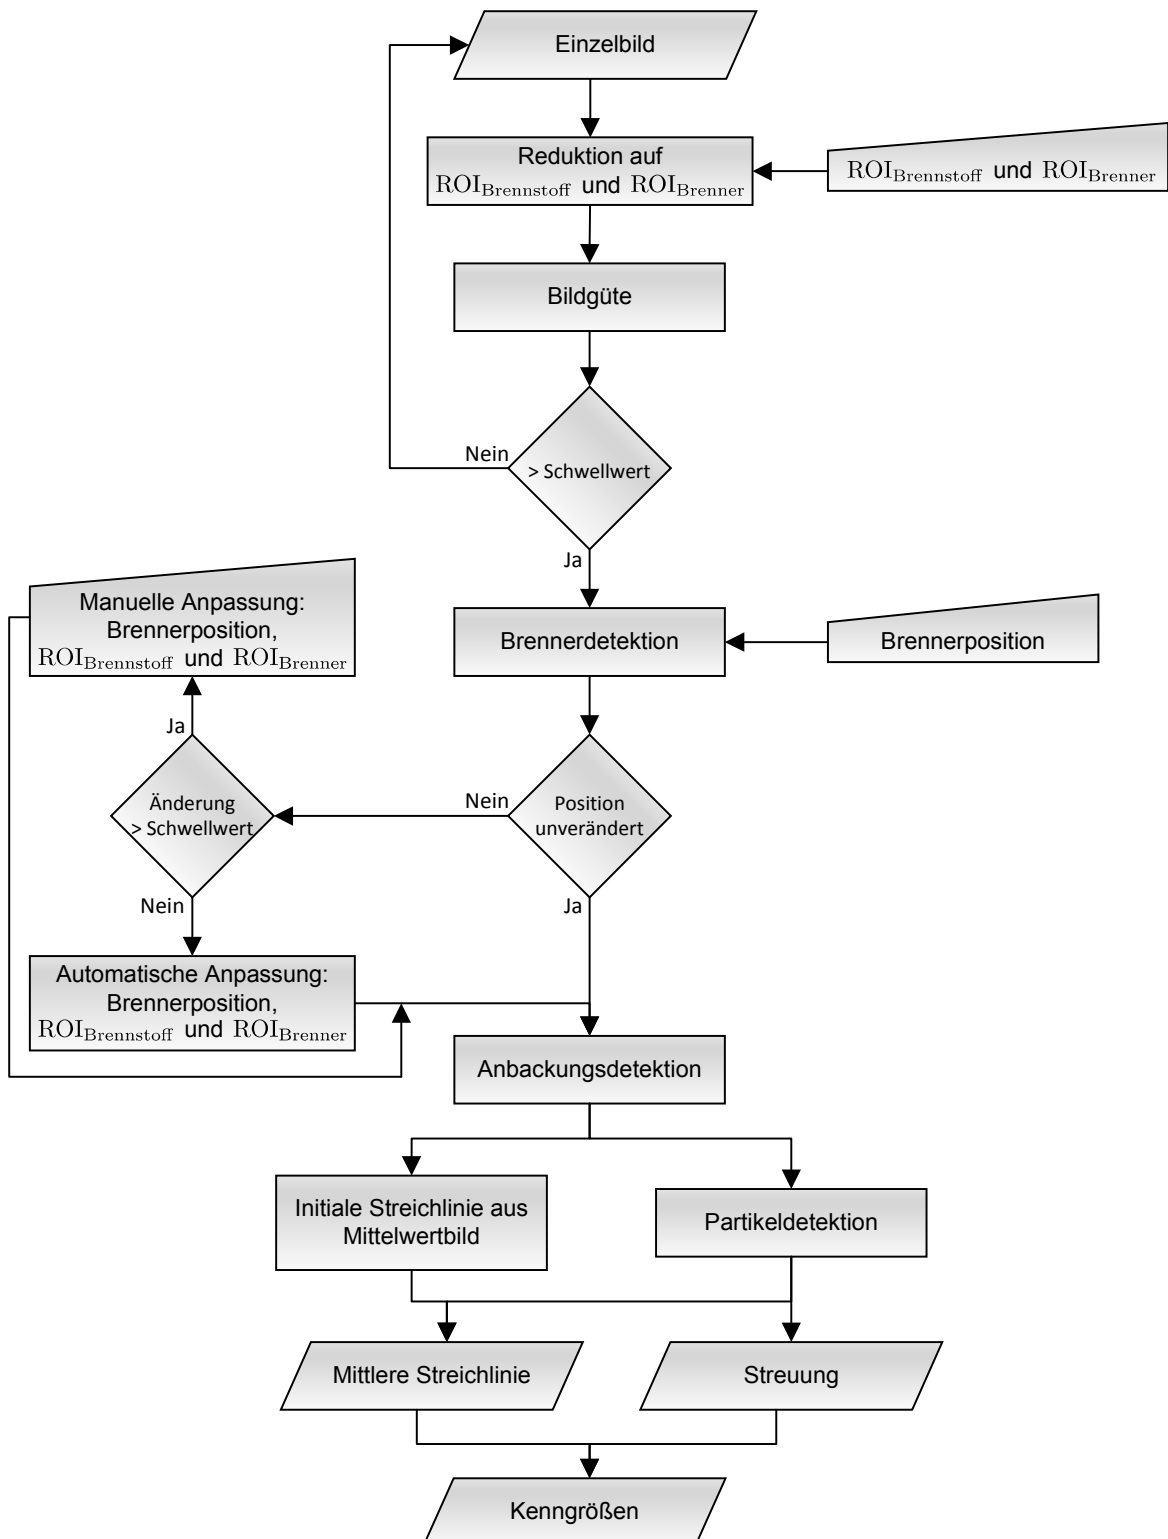 Einzelbild
Reduktion auf
ROI_Brennstoff und ROI_Brenner
ROI_Brennstoff und ROI_Brenner
Bildgüte
Nein
> Schwellwert
Ja
Manuelle Anpassung:
Brennerposition,
ROI_Brennstoff und ROI_Brenner
Brennerdetektion
Brennerposition
Ja
Änderung
> Schwellwert
Nein
Position
unverändert
Nein
Ja
Automatische Anpassung:
Brennerposition,
ROI_Brennstoff und ROI_Brenner
Anbackungsdetektion
Initiale Streichlinie aus
Mittelwertbild
Partikeldetektion
Mittlere Streichlinie
Streuung
Kenngrößen